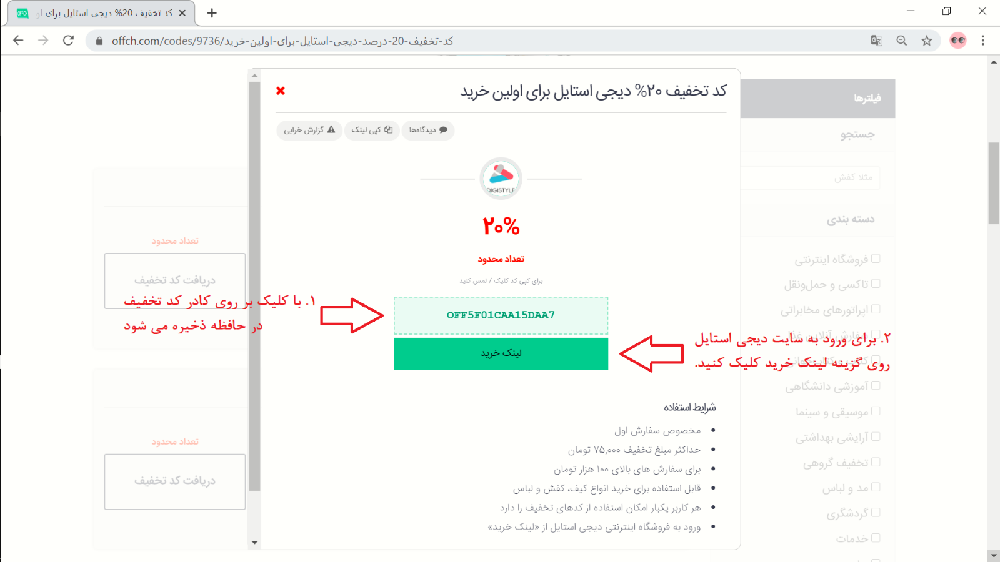 کد تخفیف 20% دیجی استایل برای او
offch.com/codes/9736/کد-تخفیف-20-درصد-دیجی-استایل-برای-اولین-خرید
کد تخفیف ۲۰% دیجی استایل برای اولین خرید
دیدگاه‌ها
کپی لینک
گزارش خرابی
DIGISTYLE
۲۰%
تعداد محدود
برای کپی کد کلیک / لمس کنید
OFF5F01CAA15DAA7
لینک خرید
۱. با کلیک بر روی کادر کد تخفیف
در حافظه ذخیره می شود
۲. برای ورود به سایت دیجی استایل
روی گزینه لینک خرید کلیک کنید.
شرایط استفاده
مخصوص سفارش اول
حداکثر مبلغ تخفیف ۷۵,۰۰۰ تومان
برای سفارش های بالای ۱۰۰ هزار تومان
قابل استفاده برای خرید انواع کیف، کفش و لباس
هر کاربر یکبار امکان استفاده از کدهای تخفیف را دارد
ورود به فروشگاه اینترنتی دیجی استایل از «لینک خرید»
فیلترها
جستجو
مثلا کفش
دسته بندی
فروشگاه اینترنتی
تاکسی و حمل‌ونقل
اپراتورهای مخابراتی
سفارش آنلاین غذا
آموزشی دانشگاهی
موسیقی و سینما
آرایشی بهداشتی
تخفیف گروهی
مد و لباس
گردشگری
خدمات
تعداد محدود
دریافت کد تخفیف
تعداد محدود
دریافت کد تخفیف